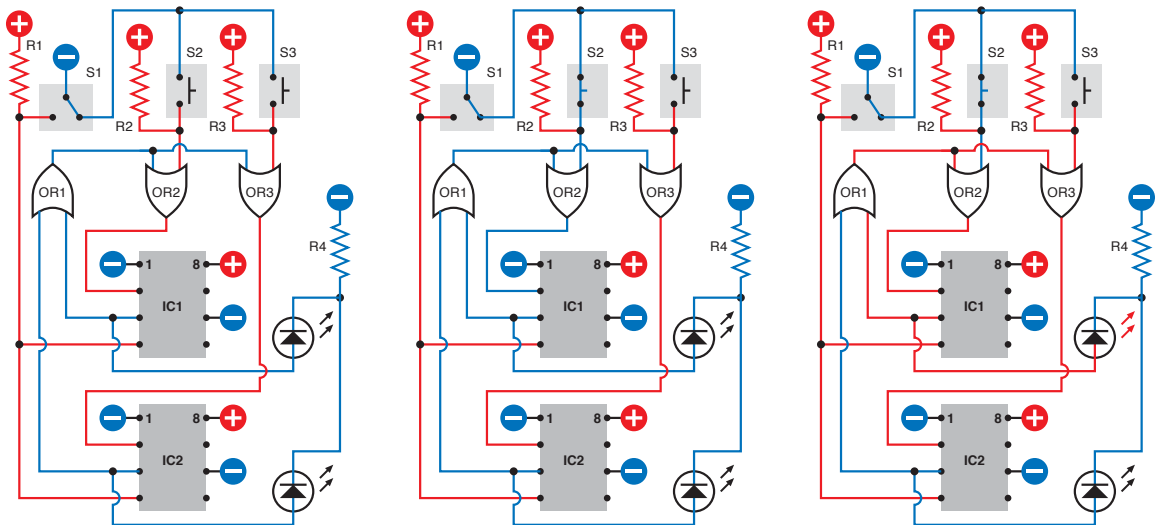 R1
S1
S2
S3
R2
R3
OR1
OR2
OR3
R4
1
8
IC1
1
8
IC2
R1
S1
S2
S3
R2
R3
OR1
OR2
OR3
R4
1
8
IC1
1
8
IC2
R1
S1
S2
S3
R2
R3
OR1
OR2
OR3
R4
1
8
IC1
1
8
IC2